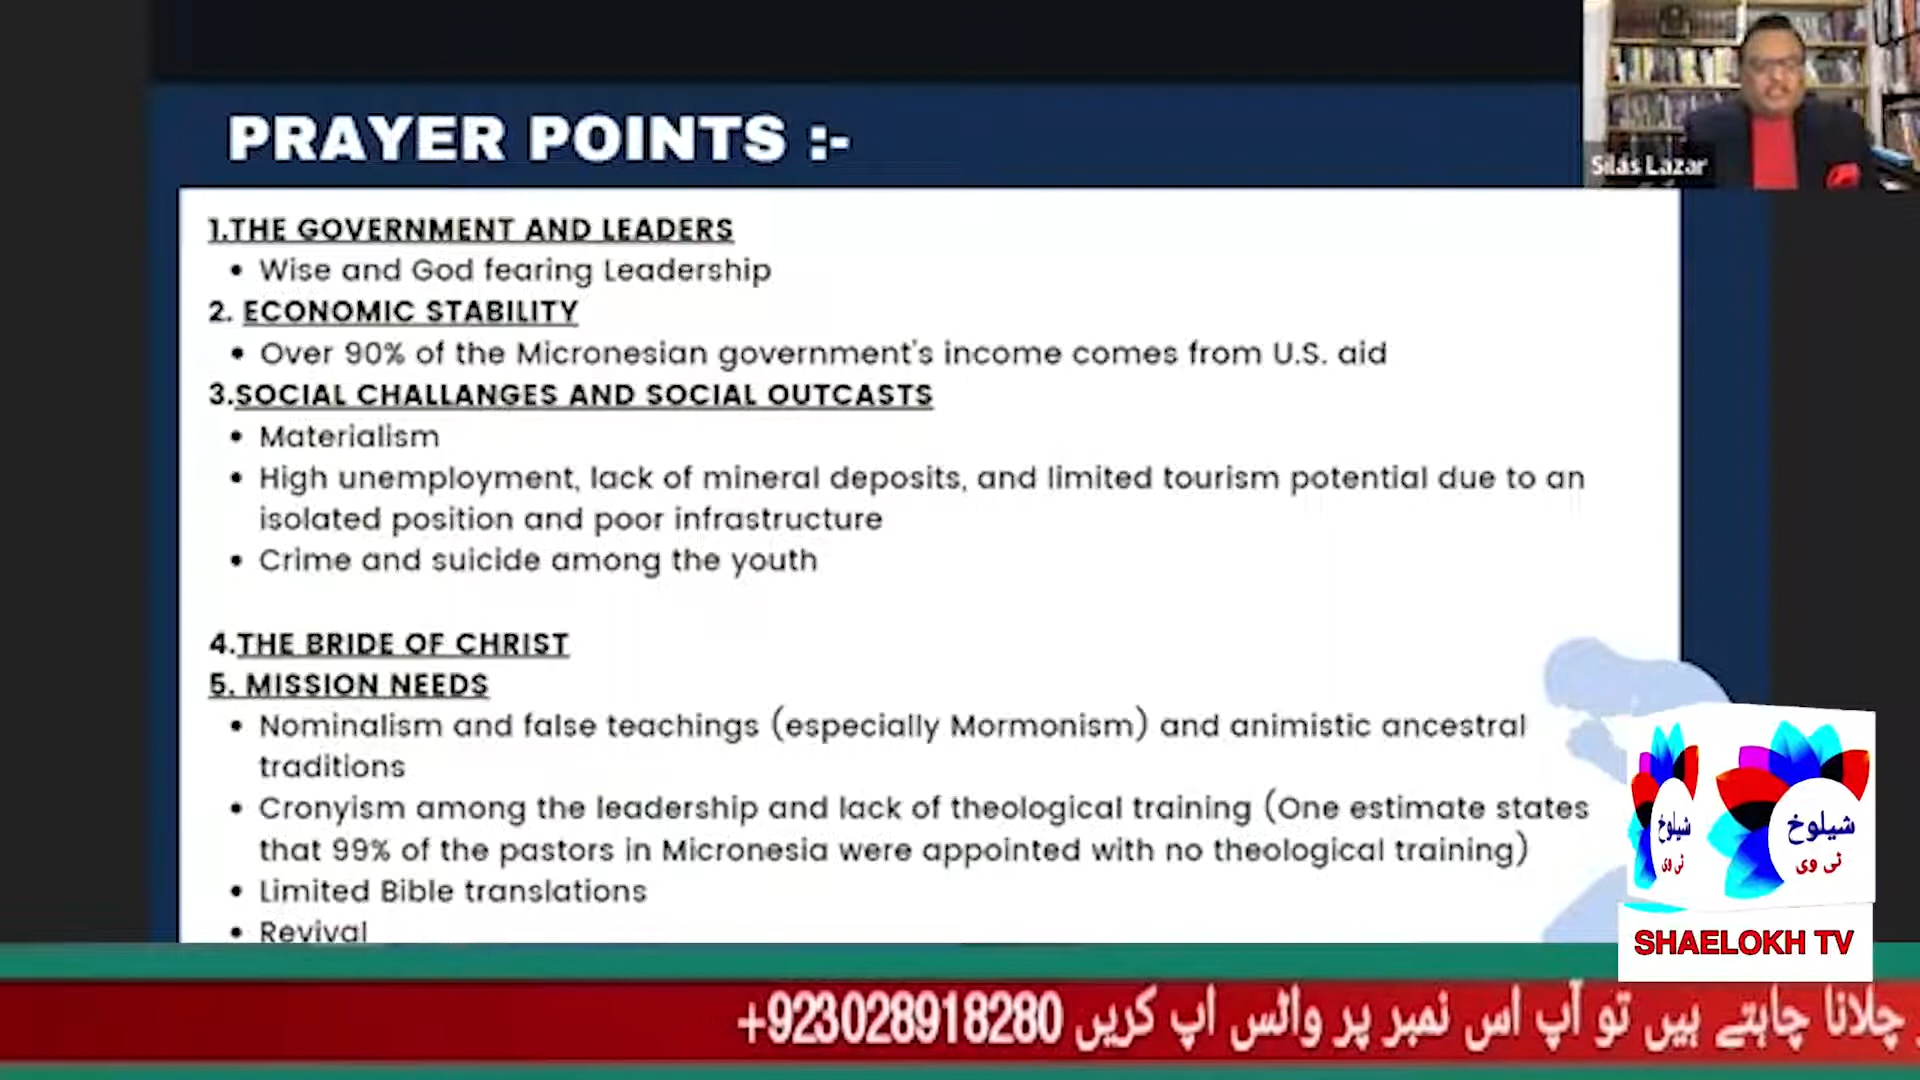 PRAYER POINTS :-
Silas Lazar
1.THE GOVERNMENT AND LEADERS
• Wise and God fearing Leadership
2. ECONOMIC STABILITY
• Over 90% of the Micronesian government's income comes from U.S. aid
3.SOCIAL CHALLANGES AND SOCIAL OUTCASTS
• Materialism
• High unemployment, lack of mineral deposits, and limited tourism potential due to an
isolated position and poor infrastructure
• Crime and suicide among the youth
4.THE BRIDE OF CHRIST
5. MISSION NEEDS
• Nominalism and false teachings (especially Mormonism) and animistic ancestral
traditions
• Cronyism among the leadership and lack of theological training (One estimate states
that 99% of the pastors in Micronesia were appointed with no theological training)
• Limited Bible translations
• Revival
شیلوخ
ٹی وی
شیلوخ
ٹی وی
SHAELOKH TV
چلانا چاہتے ہیں تو آپ اس نمبر پر واٹس اپ کریں 923028918280+